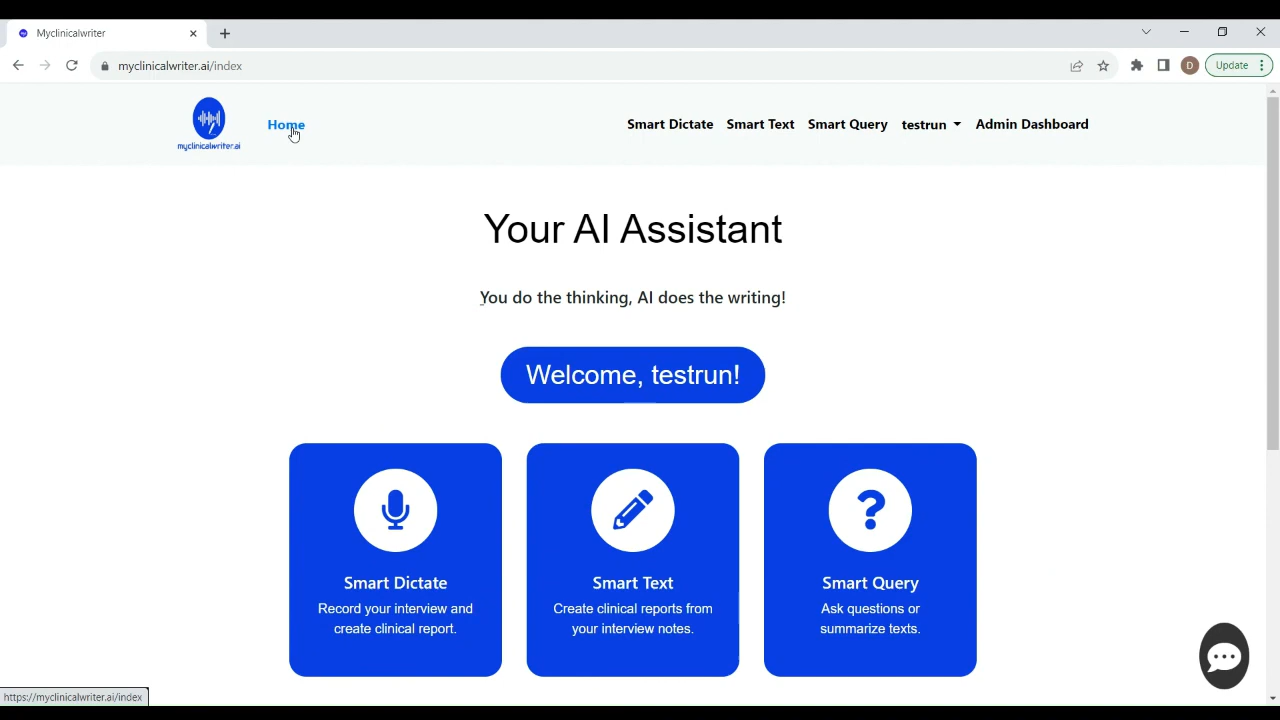 Myclinicalwriter
myclinicalwriter.ai/index
D
Update
myclinicalwriter.ai
Home
Smart Dictate
Smart Text
Smart Query
testrun
Admin Dashboard
Your AI Assistant
You do the thinking, AI does the writing!
Welcome, testrun!
Smart Dictate
Record your interview and
create clinical report.
Smart Text
Create clinical reports from
your interview notes.
Smart Query
Ask questions or
summarize texts.
https://myclinicalwriter.ai/index